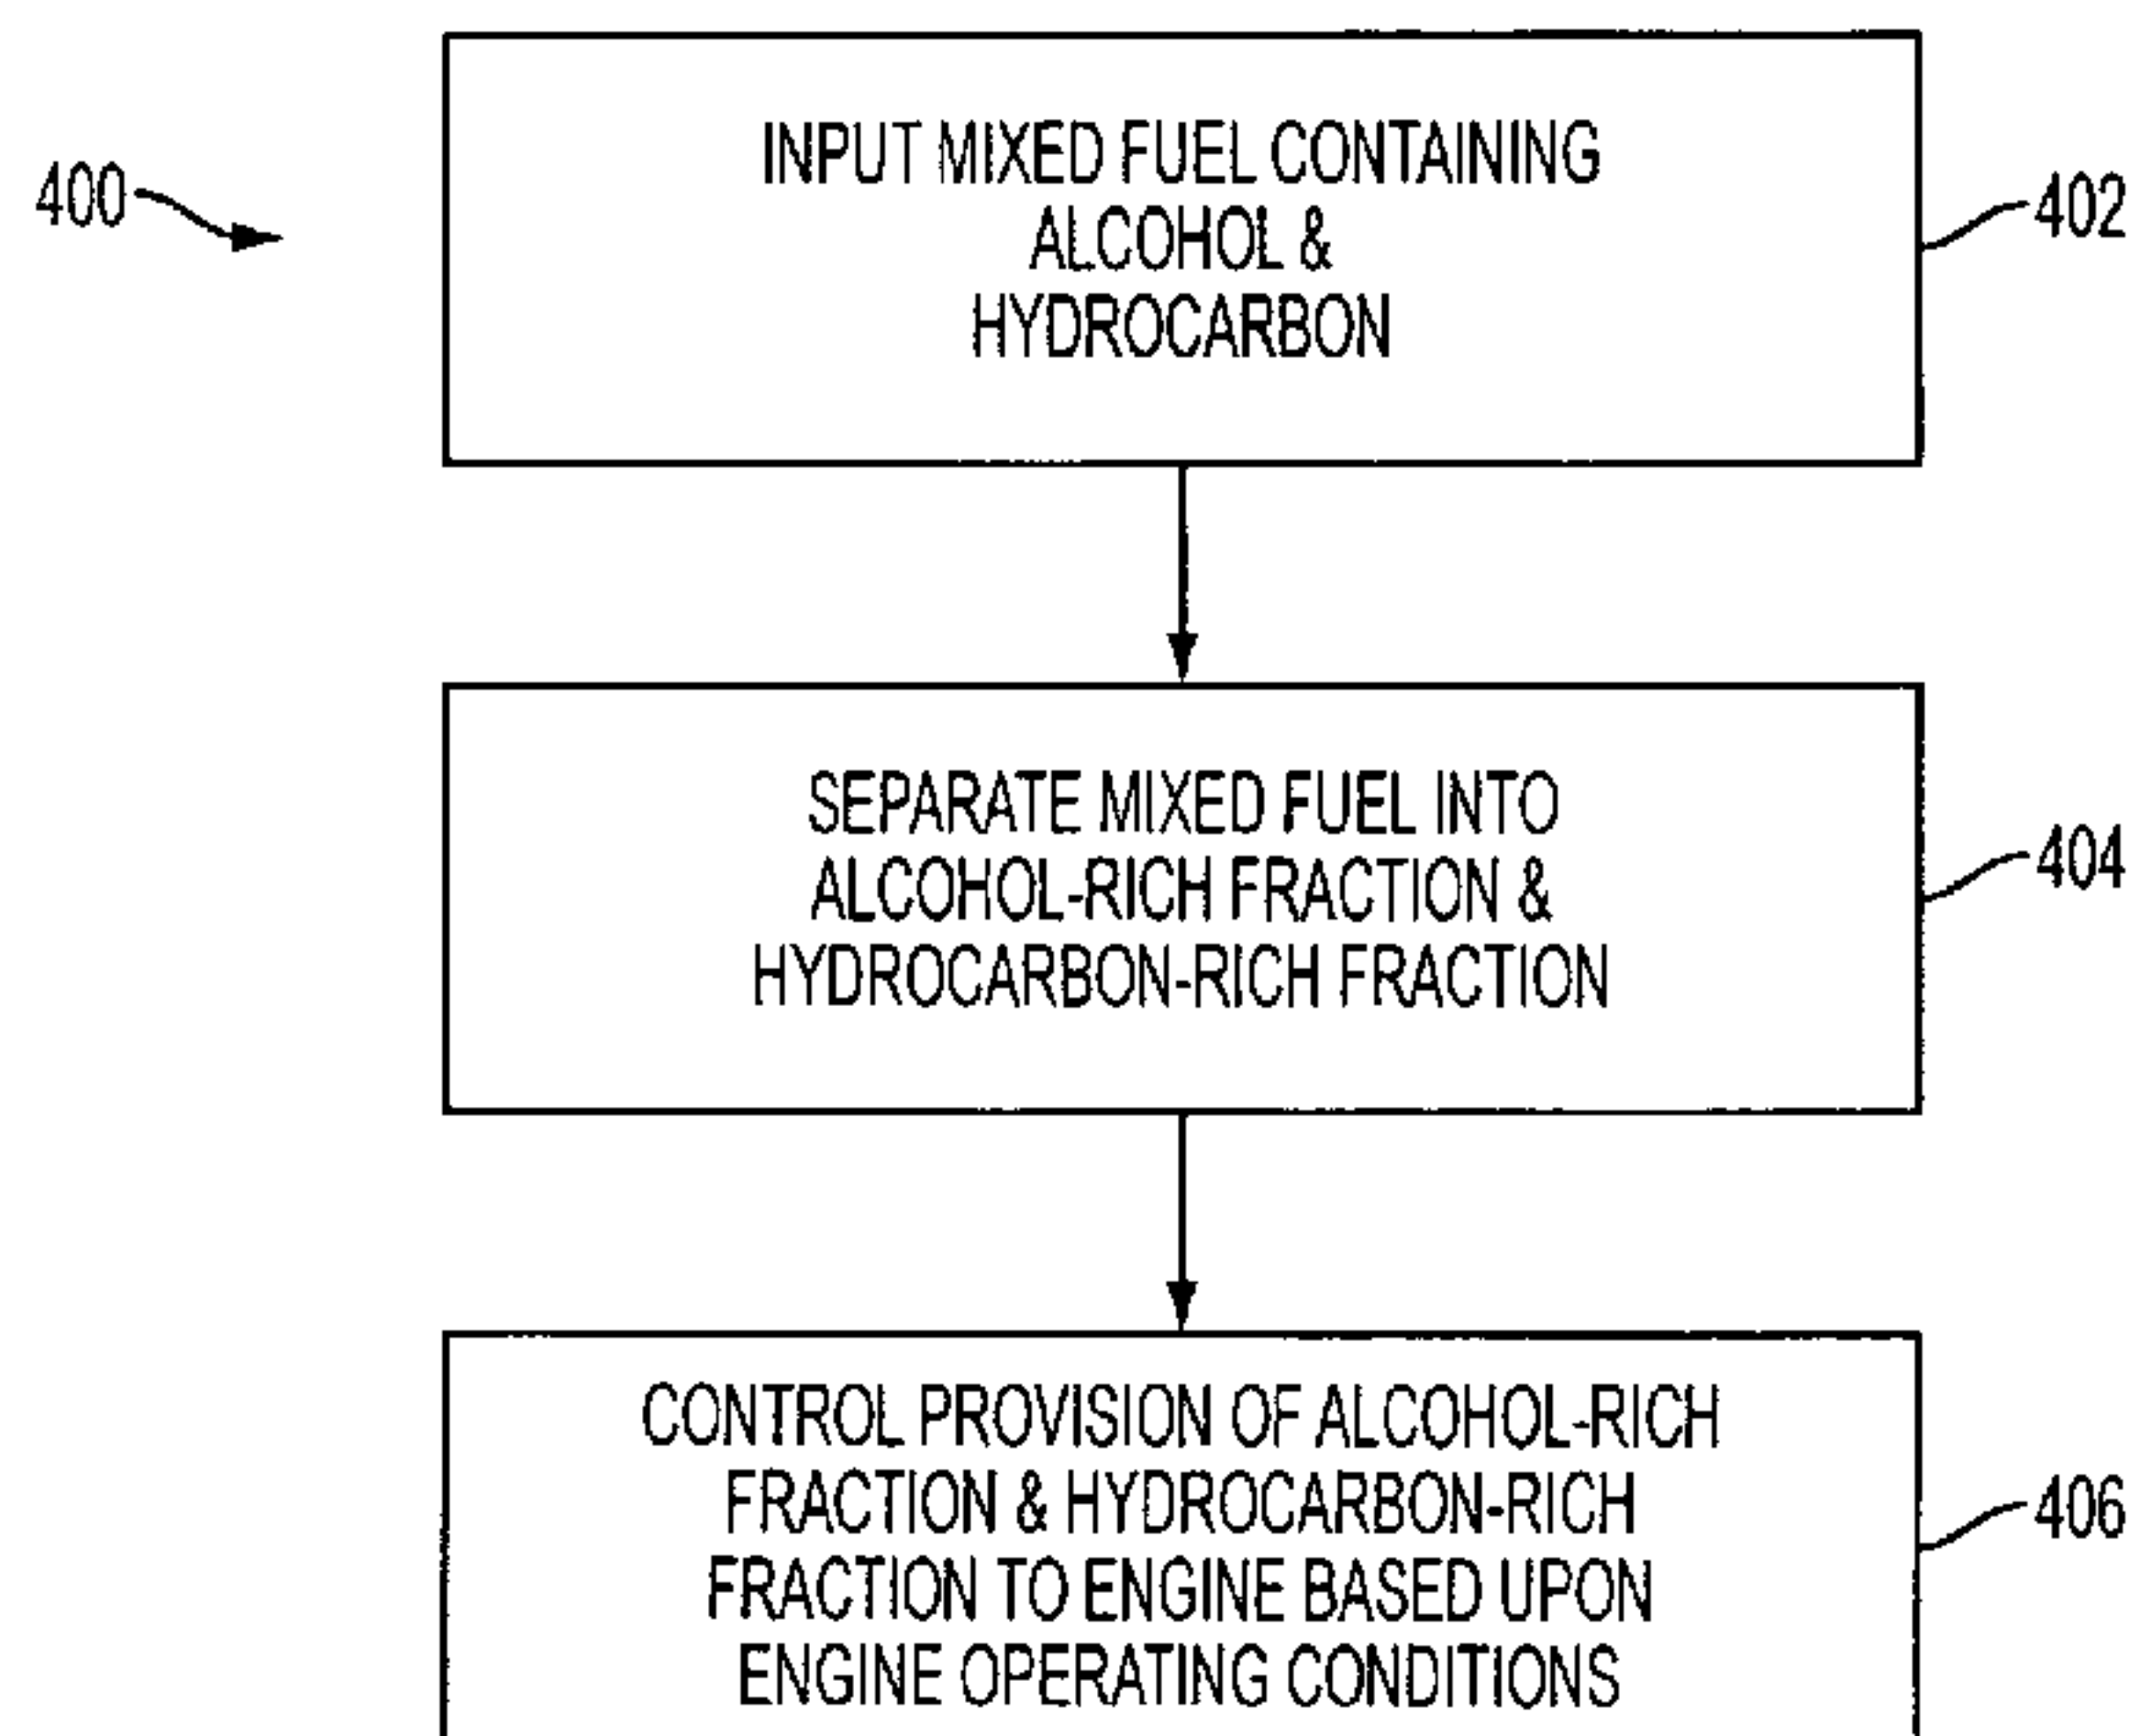 400
INPUT MIXED FUEL CONTAINING
ALCOHOL &
HYDROCARBON
402
SEPARATE MIXED FUEL INTO
ALCOHOL-RICH FRACTION &
HYDROCARBON-RICH FRACTION
404
CONTROL PROVISION OF ALCOHOL-RICH
FRACTION & HYDROCARBON-RICH
FRACTION TO ENGINE BASED UPON
ENGINE OPERATING CONDITIONS
406